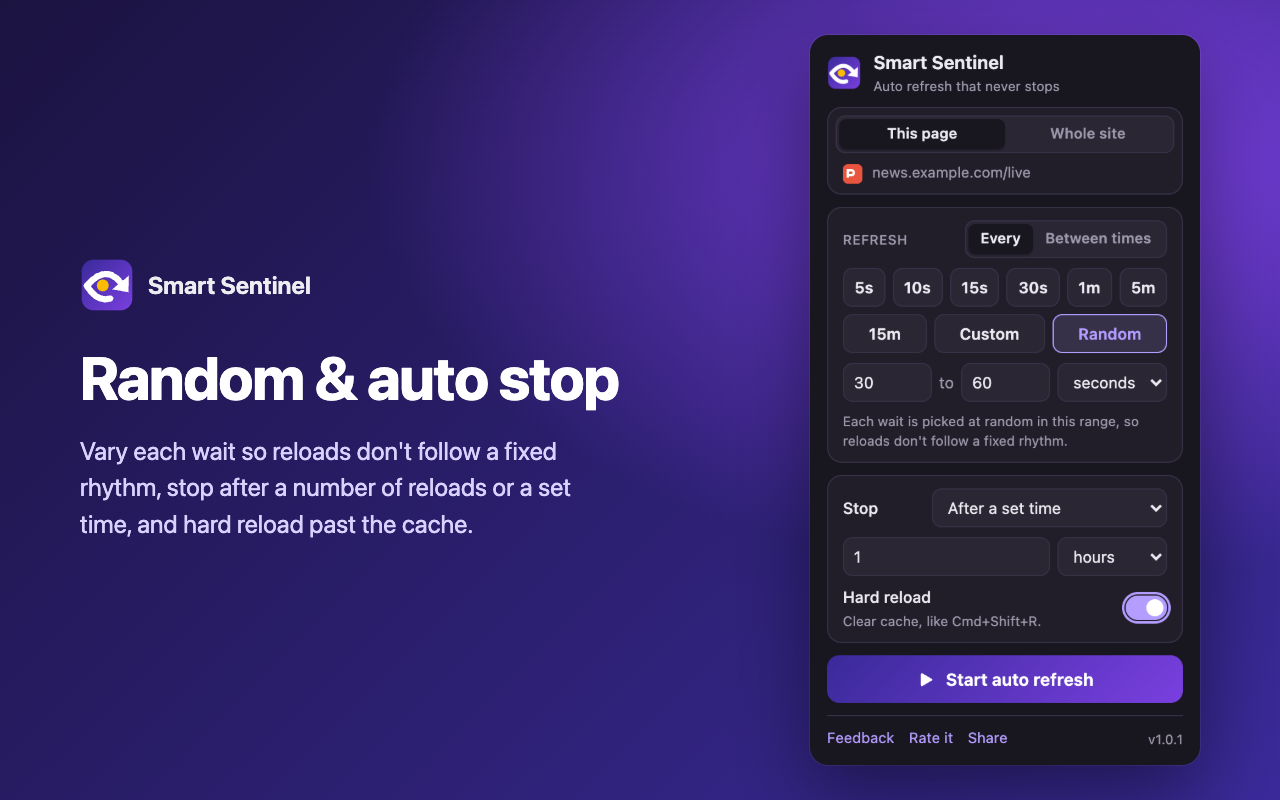 Smart Sentinel
Random & auto stop
Vary each wait so reloads don't follow a fixed
rhythm, stop after a number of reloads or a set
time, and hard reload past the cache.
Smart Sentinel
Auto refresh that never stops
This page Whole site
news.example.com/live
REFRESH Every Between times
5s 10s 15s 30s 1m 5m
15m Custom Random
30 to 60 seconds
Each wait is picked at random in this range, so
reloads don't follow a fixed rhythm.
Stop After a set time
1 hours
Hard reload
Clear cache, like Cmd+Shift+R.
Start auto refresh
Feedback Rate it Share v1.0.1